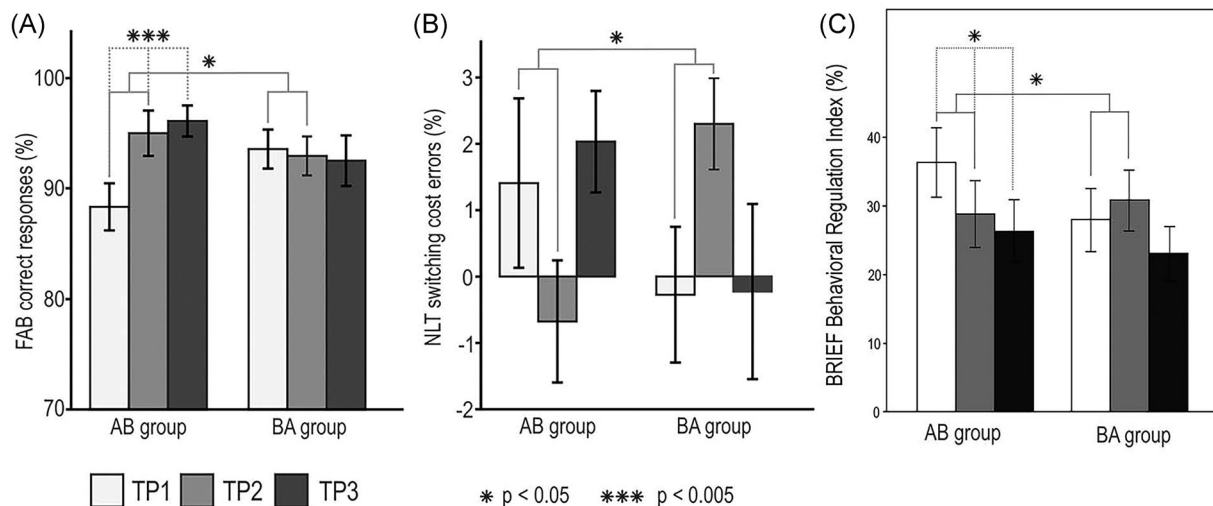 (A)
FAB correct responses (%)
100
90
80
70
***
*
AB group
BA group
(B)
NLT switching cost errors (%)
3
2
1
0
-1
-2
*
AB group
BA group
(C)
BRIEF Behavioral Regulation Index (%)
40
30
20
10
0
*
*
AB group
BA group
TP1 TP2 TP3
* p < 0.05 *** p < 0.005